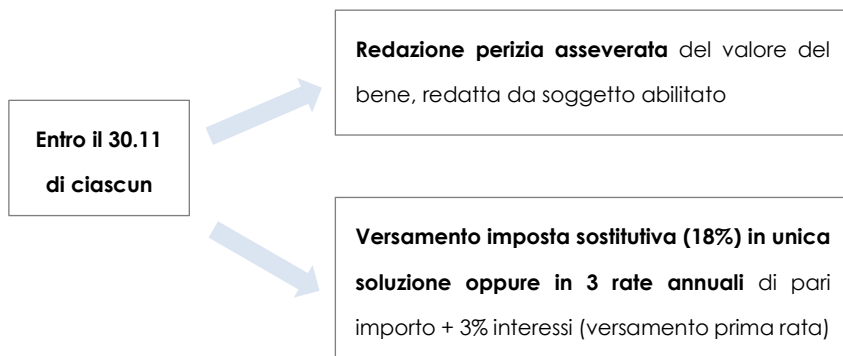 Redazione perizia asseverata del valore del
bene, redatta da soggetto abilitato
Entro il 30.11
di ciascun
Versamento imposta sostitutiva (18%) in unica
soluzione oppure in 3 rate annuali di pari
importo + 3% interessi (versamento prima rata)